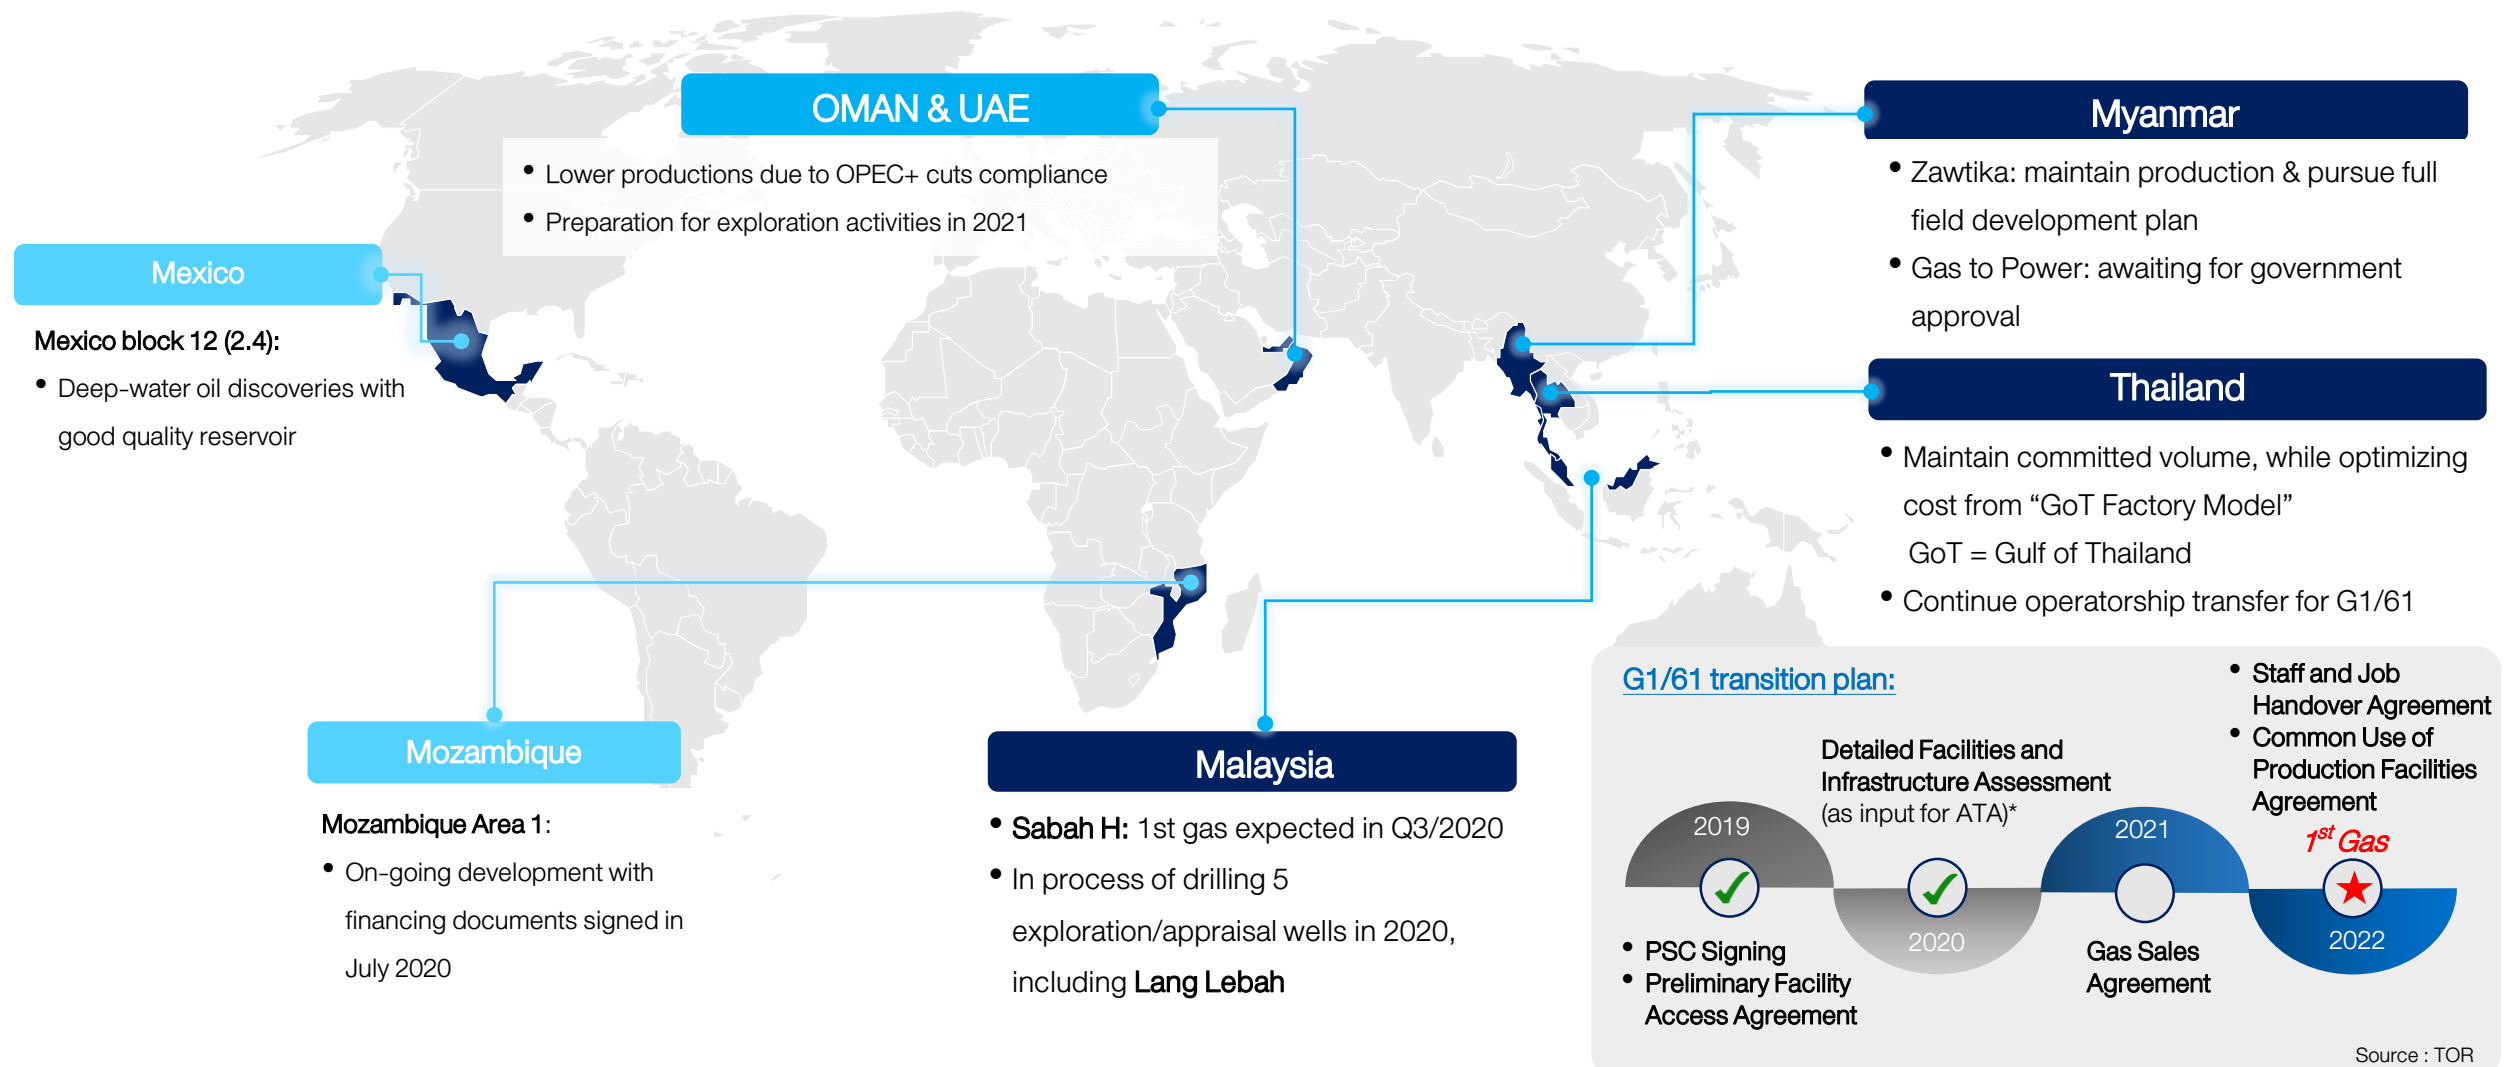 OMAN & UAE
• Lower productions due to OPEC+ cuts compliance
• Preparation for exploration activities in 2021
Mexico
Mexico block 12 (2.4):
• Deep-water oil discoveries with
good quality reservoir
Mozambique
Mozambique Area 1:
• On-going development with
financing documents signed in
July 2020
Malaysia
• Sabah H: 1st gas expected in Q3/2020
• In process of drilling 5
exploration/appraisal wells in 2020,
including Lang Lebah
Myanmar
• Zawtika: maintain production & pursue full
field development plan
• Gas to Power: awaiting for government
approval
Thailand
• Maintain committed volume, while optimizing
cost from “GoT Factory Model”
GoT = Gulf of Thailand
• Continue operatorship transfer for G1/61
G1/61 transition plan:
2019
• PSC Signing
• Preliminary Facility
Access Agreement
Detailed Facilities and
Infrastructure Assessment
(as input for ATA)*
2020
2021
Gas Sales
Agreement
• Staff and Job
Handover Agreement
• Common Use of
Production Facilities
Agreement
1st Gas
2022
Source : TOR